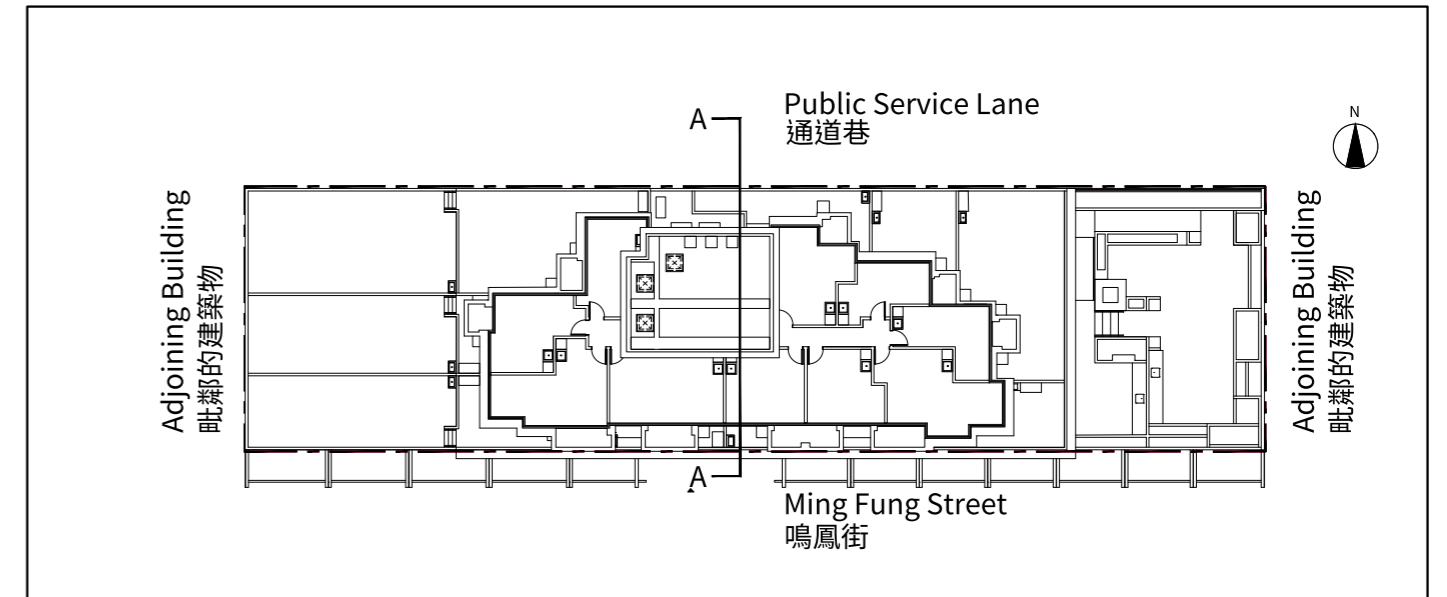 Public Service Lane
通道巷
A
N
Adjoining Building
毗鄰的建築物
Adjoining Building
毗鄰的建築物
A
Ming Fung Street
鳴鳳街